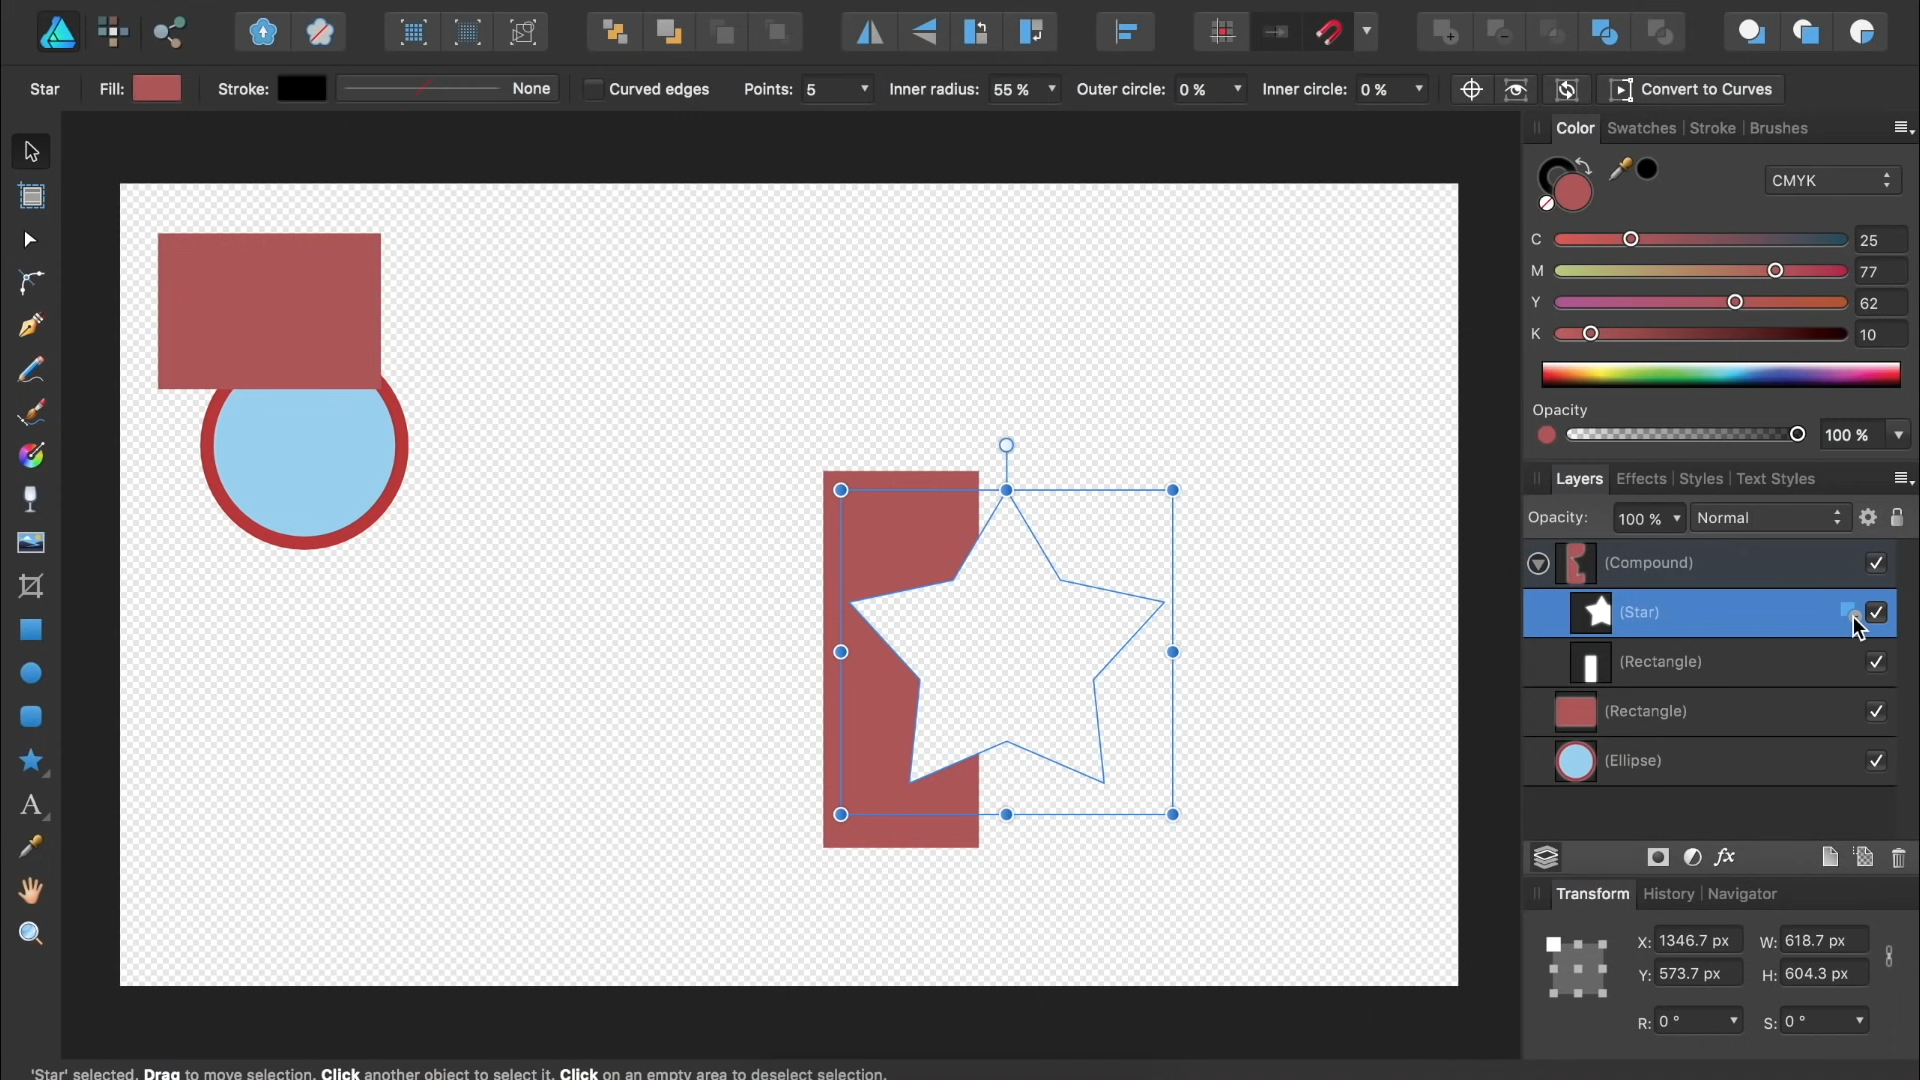 Star Fill: Stroke: None Curved edges Points: 5 Inner radius: 55 % Outer circle: 0 % Inner circle: 0 % Convert to Curves
Color Swatches Stroke Brushes
CMYK
C 25
M 77
Y 62
K 10
Opacity
100 %
Layers Effects Styles Text Styles
Opacity: 100 % Normal
(Compound)
(Star)
(Rectangle)
(Rectangle)
(Ellipse)
fx
Transform History Navigator
X: 1346.7 px W: 618.7 px
Y: 573.7 px H: 604.3 px
R: 0 ° S: 0 °
'Star' selected. Drag to move selection. Click another object to select it. Click on an empty area to deselect selection.